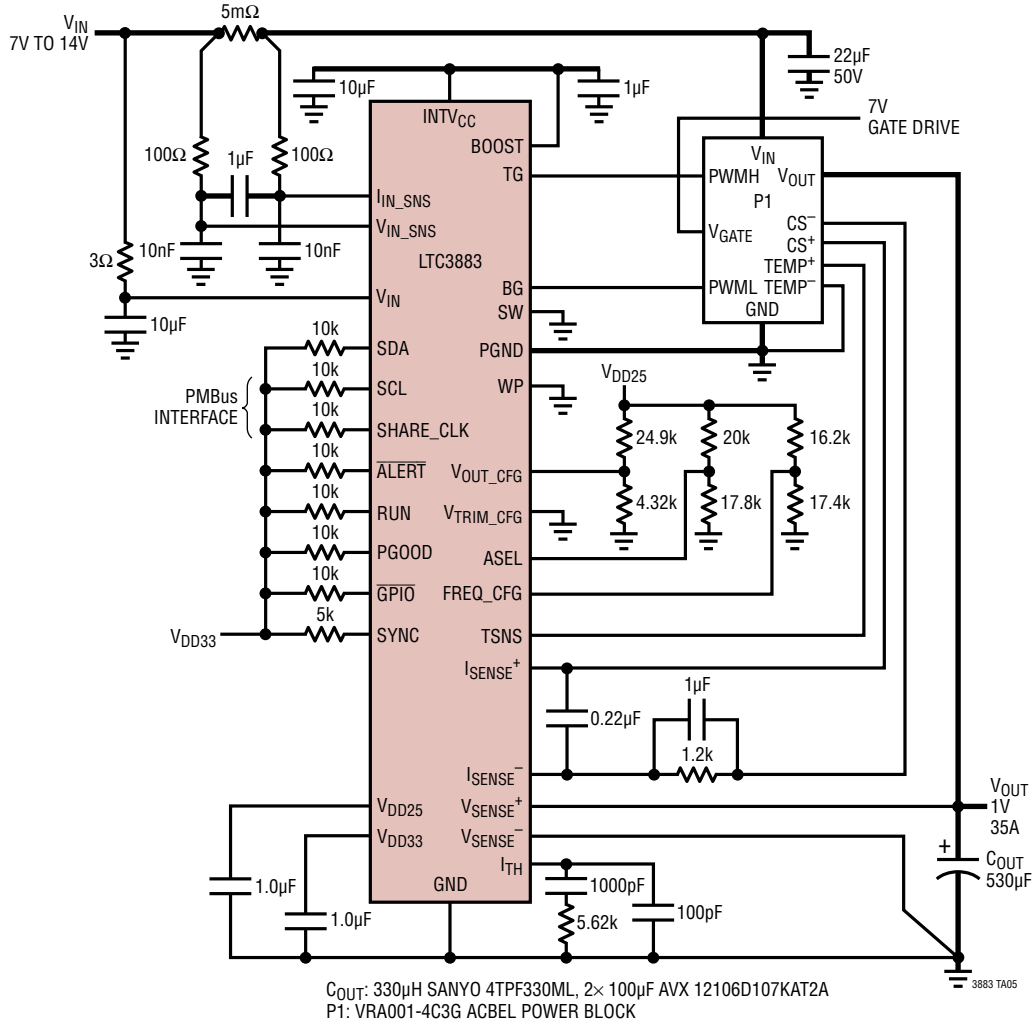 VIN
7V TO 14V
5mΩ
10µF
1µF
22µF
50V
7V
GATE DRIVE
INTVCC
BOOST
TG
100Ω
1µF
100Ω
IIN_SNS
VIN_SNS
10nF
10nF
LTC3883
3Ω
VIN
10µF
VIN
PWMH
VOUT
P1
CS–
VGATE
CS+
TEMP+
PWML
TEMP–
GND
BG
SW
PGND
WP
10k
SDA
10k
SCL
PMBus
INTERFACE
10k
SHARE_CLK
10k
ALERT
10k
RUN
10k
PGOOD
10k
GPIO
5k
VDD33
SYNC
VDD25
24.9k
20k
16.2k
VOUT_CFG
4.32k
17.8k
17.4k
VTRIM_CFG
ASEL
FREQ_CFG
TSNS
ISENSE+
0.22µF
1µF
1.2k
ISENSE–
VSENSE+
VSENSE–
VOUT
1V
35A
+
COUT
530µF
VDD25
VDD33
ITH
GND
1.0µF
1.0µF
1000pF
5.62k
100pF
3883 TA05
COUT: 330µH SANYO 4TPF330ML, 2× 100µF AVX 12106D107KAT2A
P1: VRA001-4C3G ACBEL POWER BLOCK